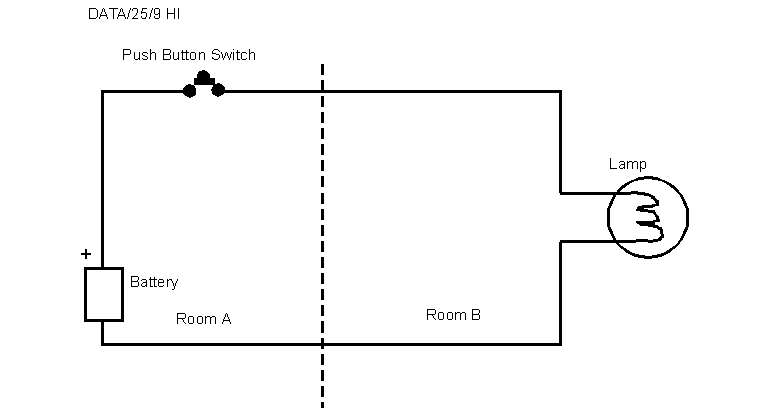 DATA/25/9 HI
Push Button Switch
Lamp
+
Battery
Room A
Room B